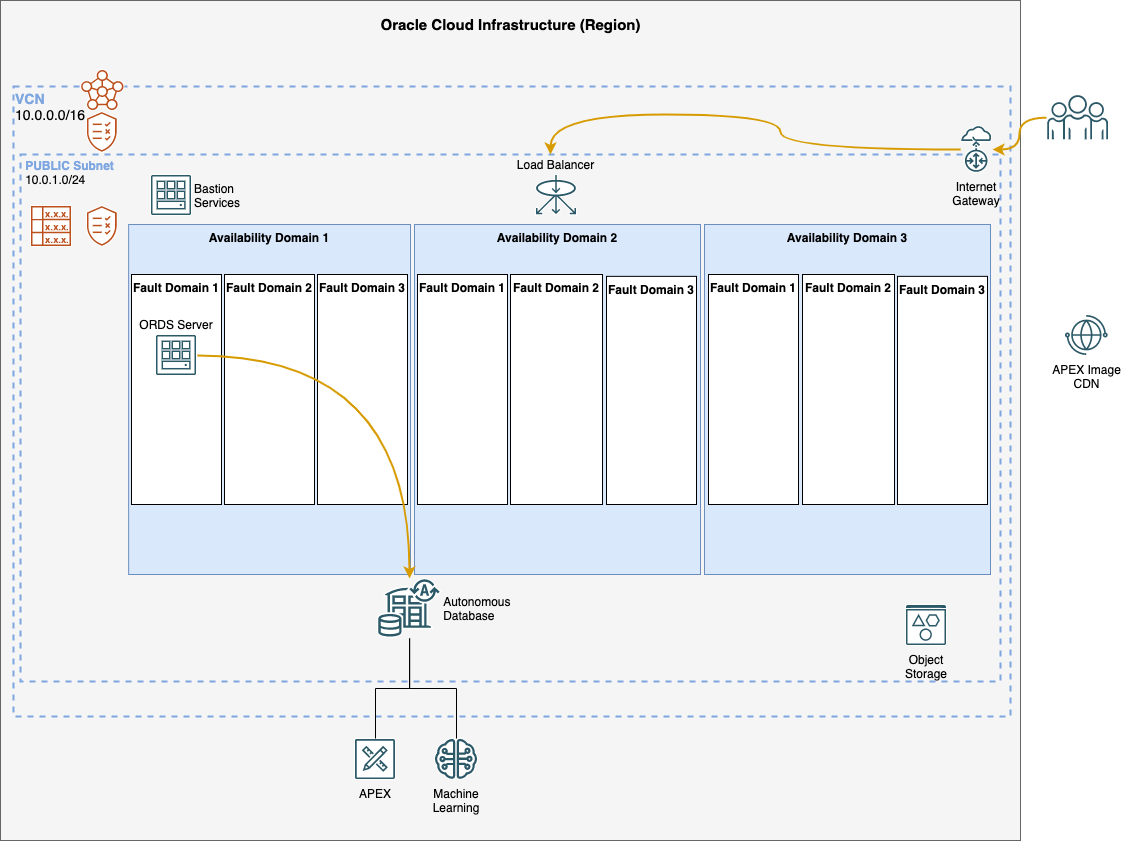 Oracle Cloud Infrastructure (Region)
VCN
10.0.0.0/16
PUBLIC Subnet
10.0.1.0/24
x.x.x.
x.x.x.
x.x.x.
Bastion
Services
Load Balancer
Internet
Gateway
Availability Domain 1
Availability Domain 2
Availability Domain 3
Fault Domain 1
Fault Domain 2
Fault Domain 3
Fault Domain 1
Fault Domain 2
Fault Domain 3
Fault Domain 1
Fault Domain 2
Fault Domain 3
ORDS Server
APEX Image
CDN
A
Autonomous
Database
Object
Storage
APEX
Machine
Learning